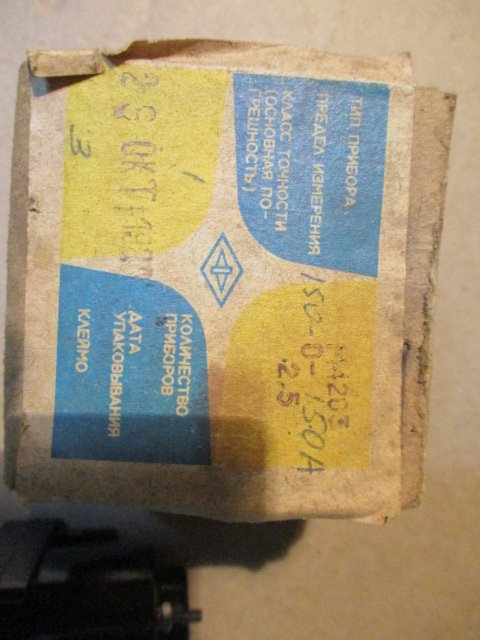 ТИП ПРИБОРА
ПРЕДЕЛ ИЗМЕРЕНИЯ
КЛАСС ТОЧНОСТИ
(ОСНОВНАЯ ПО-
ГРЕШНОСТЬ)
М4203
150-0-150А
2.5
КОЛИЧЕСТВО
ПРИБОРОВ
ДАТА
УПАКОВЫВАНИЯ
КЛЕЙМО
1
ОКТ
3